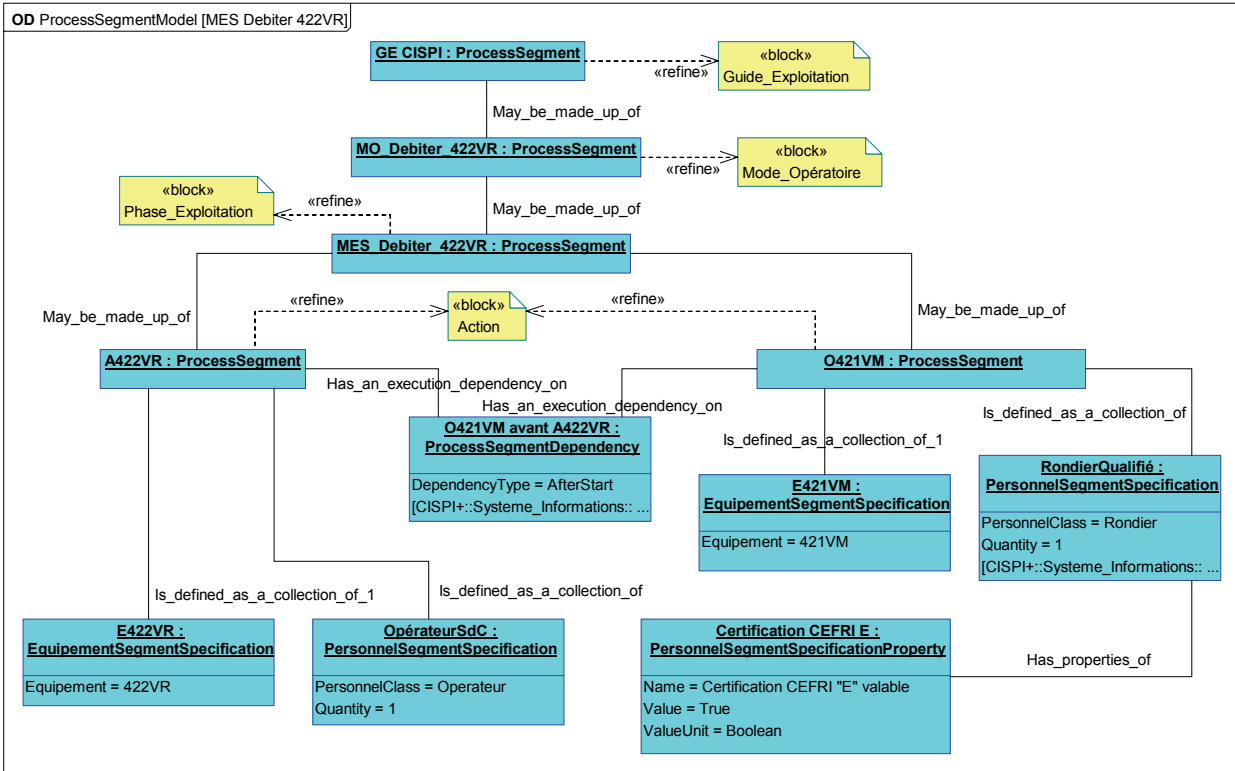 OD ProcessSegmentModel [MES Debiter 422VR]
GE CISPI : ProcessSegment
«refine»
«block»
Guide_Exploitation
May_be_made_up_of
MO_Debiter_422VR : ProcessSegment
«refine»
«block»
Mode_Opératoire
«block»
Phase_Exploitation
«refine»
May_be_made_up_of
MES_Debiter_422VR : ProcessSegment
«refine»
«block»
Action
«refine»
May_be_made_up_of
May_be_made_up_of
A422VR : ProcessSegment
O421VM : ProcessSegment
Has_an_execution_dependency_on
Has_an_execution_dependency_on
Is_defined_as_a_collection_of
O421VM avant A422VR :
ProcessSegmentDependency
DependencyType = AfterStart
[CISPI+::Systeme_Informations:: ...
Is_defined_as_a_collection_of_1
E421VM :
EquipementSegmentSpecification
Equipement = 421VM
RondierQualifié :
PersonnelSegmentSpecification
PersonnelClass = Rondier
Quantity = 1
[CISPI+::Systeme_Informations:: ...
Is_defined_as_a_collection_of_1
Is_defined_as_a_collection_of
E422VR :
EquipementSegmentSpecification
Equipement = 422VR
OpérateurSdC :
PersonnelSegmentSpecification
PersonnelClass = Operateur
Quantity = 1
Certification CEFRI E :
PersonnelSegmentSpecificationProperty
Name = Certification CEFRI "E" valable
Value = True
ValueUnit = Boolean
Has_properties_of